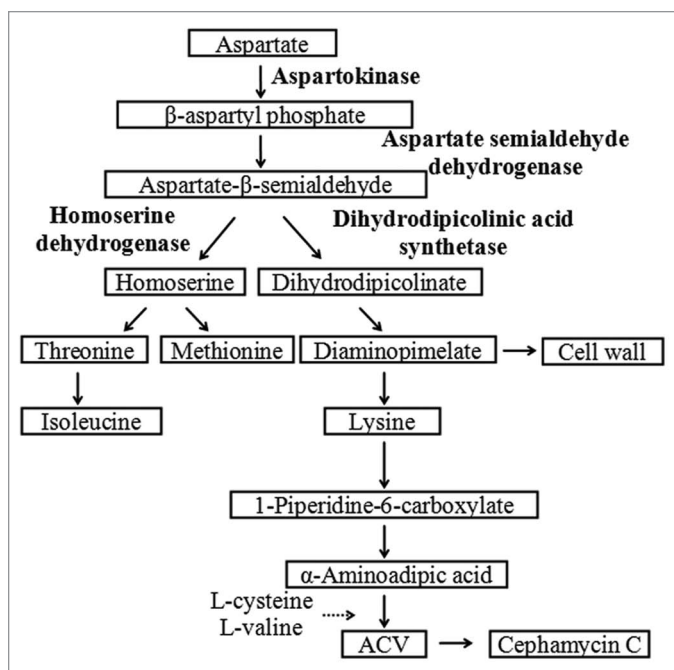 Aspartate
Aspartokinase
β-aspartyl phosphate
Aspartate semialdehyde
dehydrogenase
Aspartate-β-semialdehyde
Homoserine
dehydrogenase
Dihydrodipicolinic acid
synthetase
Homoserine
Dihydrodipicolinate
Threonine
Methionine
Diaminopimelate
Cell wall
Isoleucine
Lysine
1-Piperidine-6-carboxylate
α-Aminoadipic acid
L-cysteine
L-valine
ACV
Cephamycin C